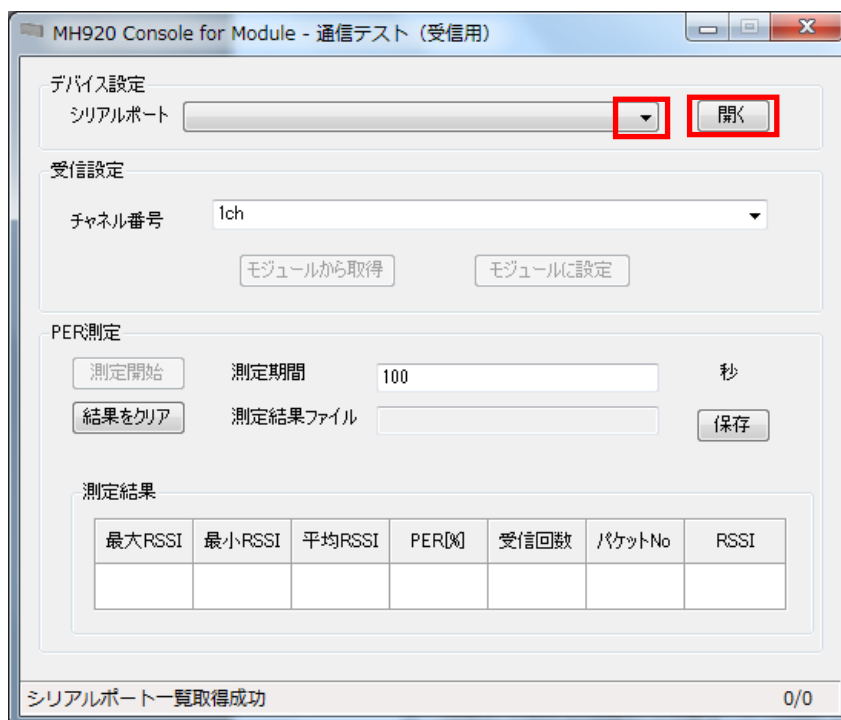 MH920 Console for Module - 通信テスト（受信用）
デバイス設定
シリアルポート 開く
受信設定
チャネル番号 1ch
モジュールから取得 モジュールに設定
PER測定
測定開始 測定期間 100 秒
結果をクリア 測定結果ファイル 保存
測定結果
最大RSSI 最小RSSI 平均RSSI PER[%] 受信回数 パケットNo RSSI
シリアルポート一覧取得成功 0/0